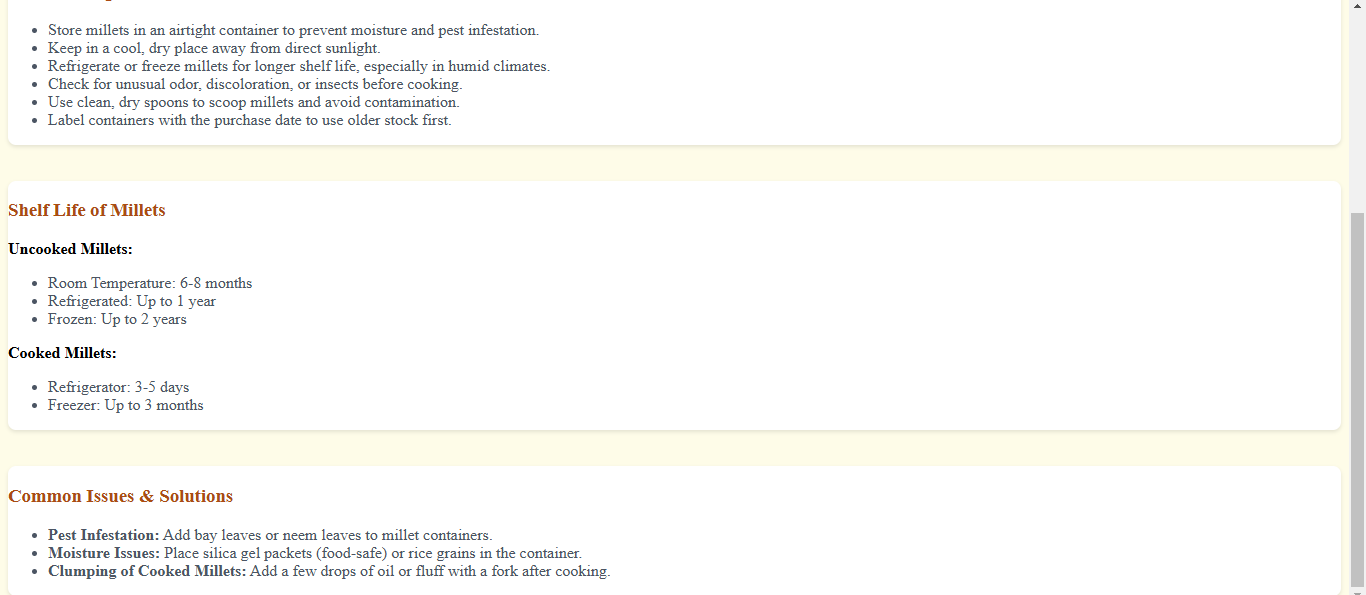 Store millets in an airtight container to prevent moisture and pest infestation.
Keep in a cool, dry place away from direct sunlight.
Refrigerate or freeze millets for longer shelf life, especially in humid climates.
Check for unusual odor, discoloration, or insects before cooking.
Use clean, dry spoons to scoop millets and avoid contamination.
Label containers with the purchase date to use older stock first.
Shelf Life of Millets
Uncooked Millets:
Room Temperature: 6-8 months
Refrigerated: Up to 1 year
Frozen: Up to 2 years
Cooked Millets:
Refrigerator: 3-5 days
Freezer: Up to 3 months
Common Issues & Solutions
Pest Infestation: Add bay leaves or neem leaves to millet containers.
Moisture Issues: Place silica gel packets (food-safe) or rice grains in the container.
Clumping of Cooked Millets: Add a few drops of oil or fluff with a fork after cooking.